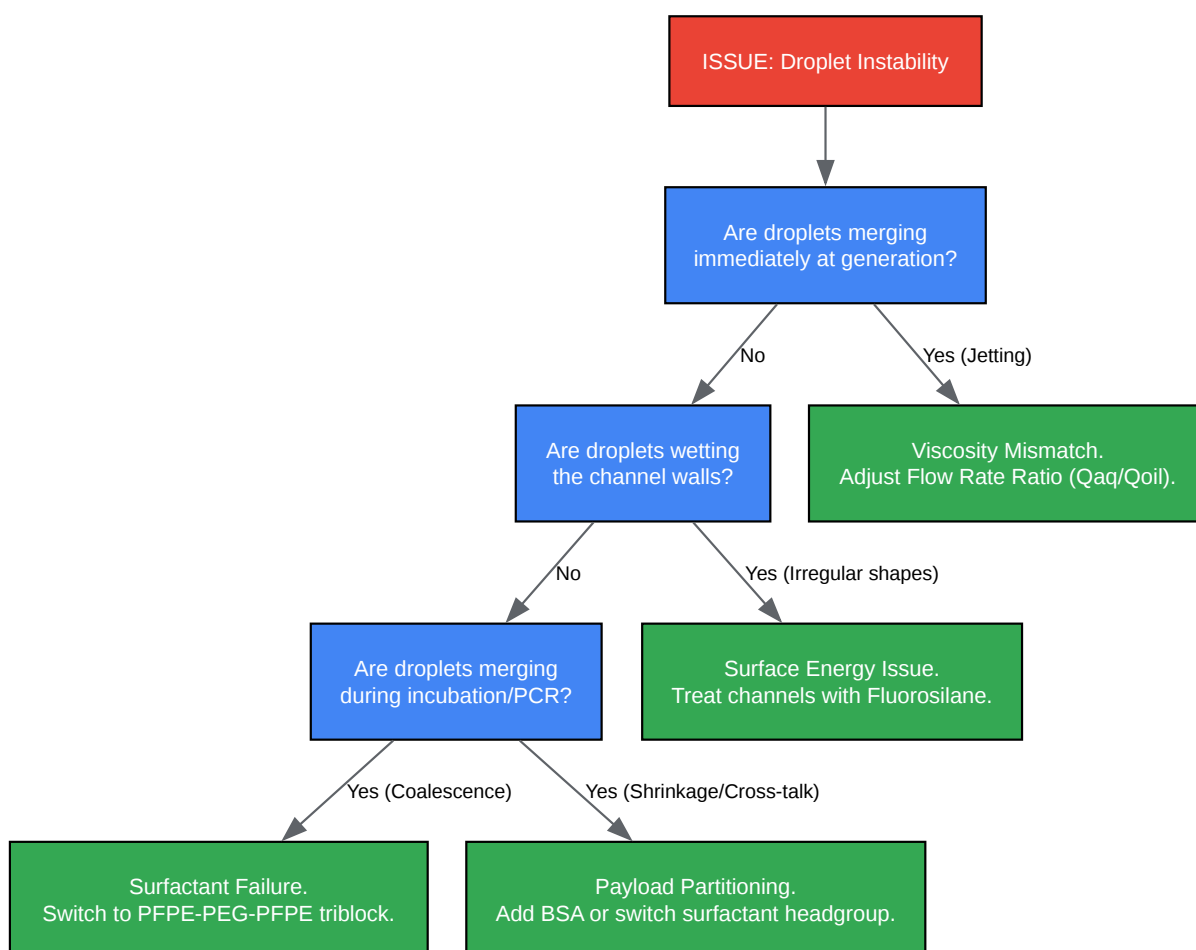 ISSUE: Droplet Instability
Are droplets merging
immediately at generation?
No
Yes (Jetting)
Are droplets wetting
the channel walls?
Viscosity Mismatch.
Adjust Flow Rate Ratio (Qaq/Qoil).
No
Yes (Irregular shapes)
Are droplets merging
during incubation/PCR?
Surface Energy Issue.
Treat channels with Fluorosilane.
Yes (Coalescence)
Yes (Shrinkage/Cross-talk)
Surfactant Failure.
Switch to PFPE-PEG-PFPE triblock.
Payload Partitioning.
Add BSA or switch surfactant headgroup.